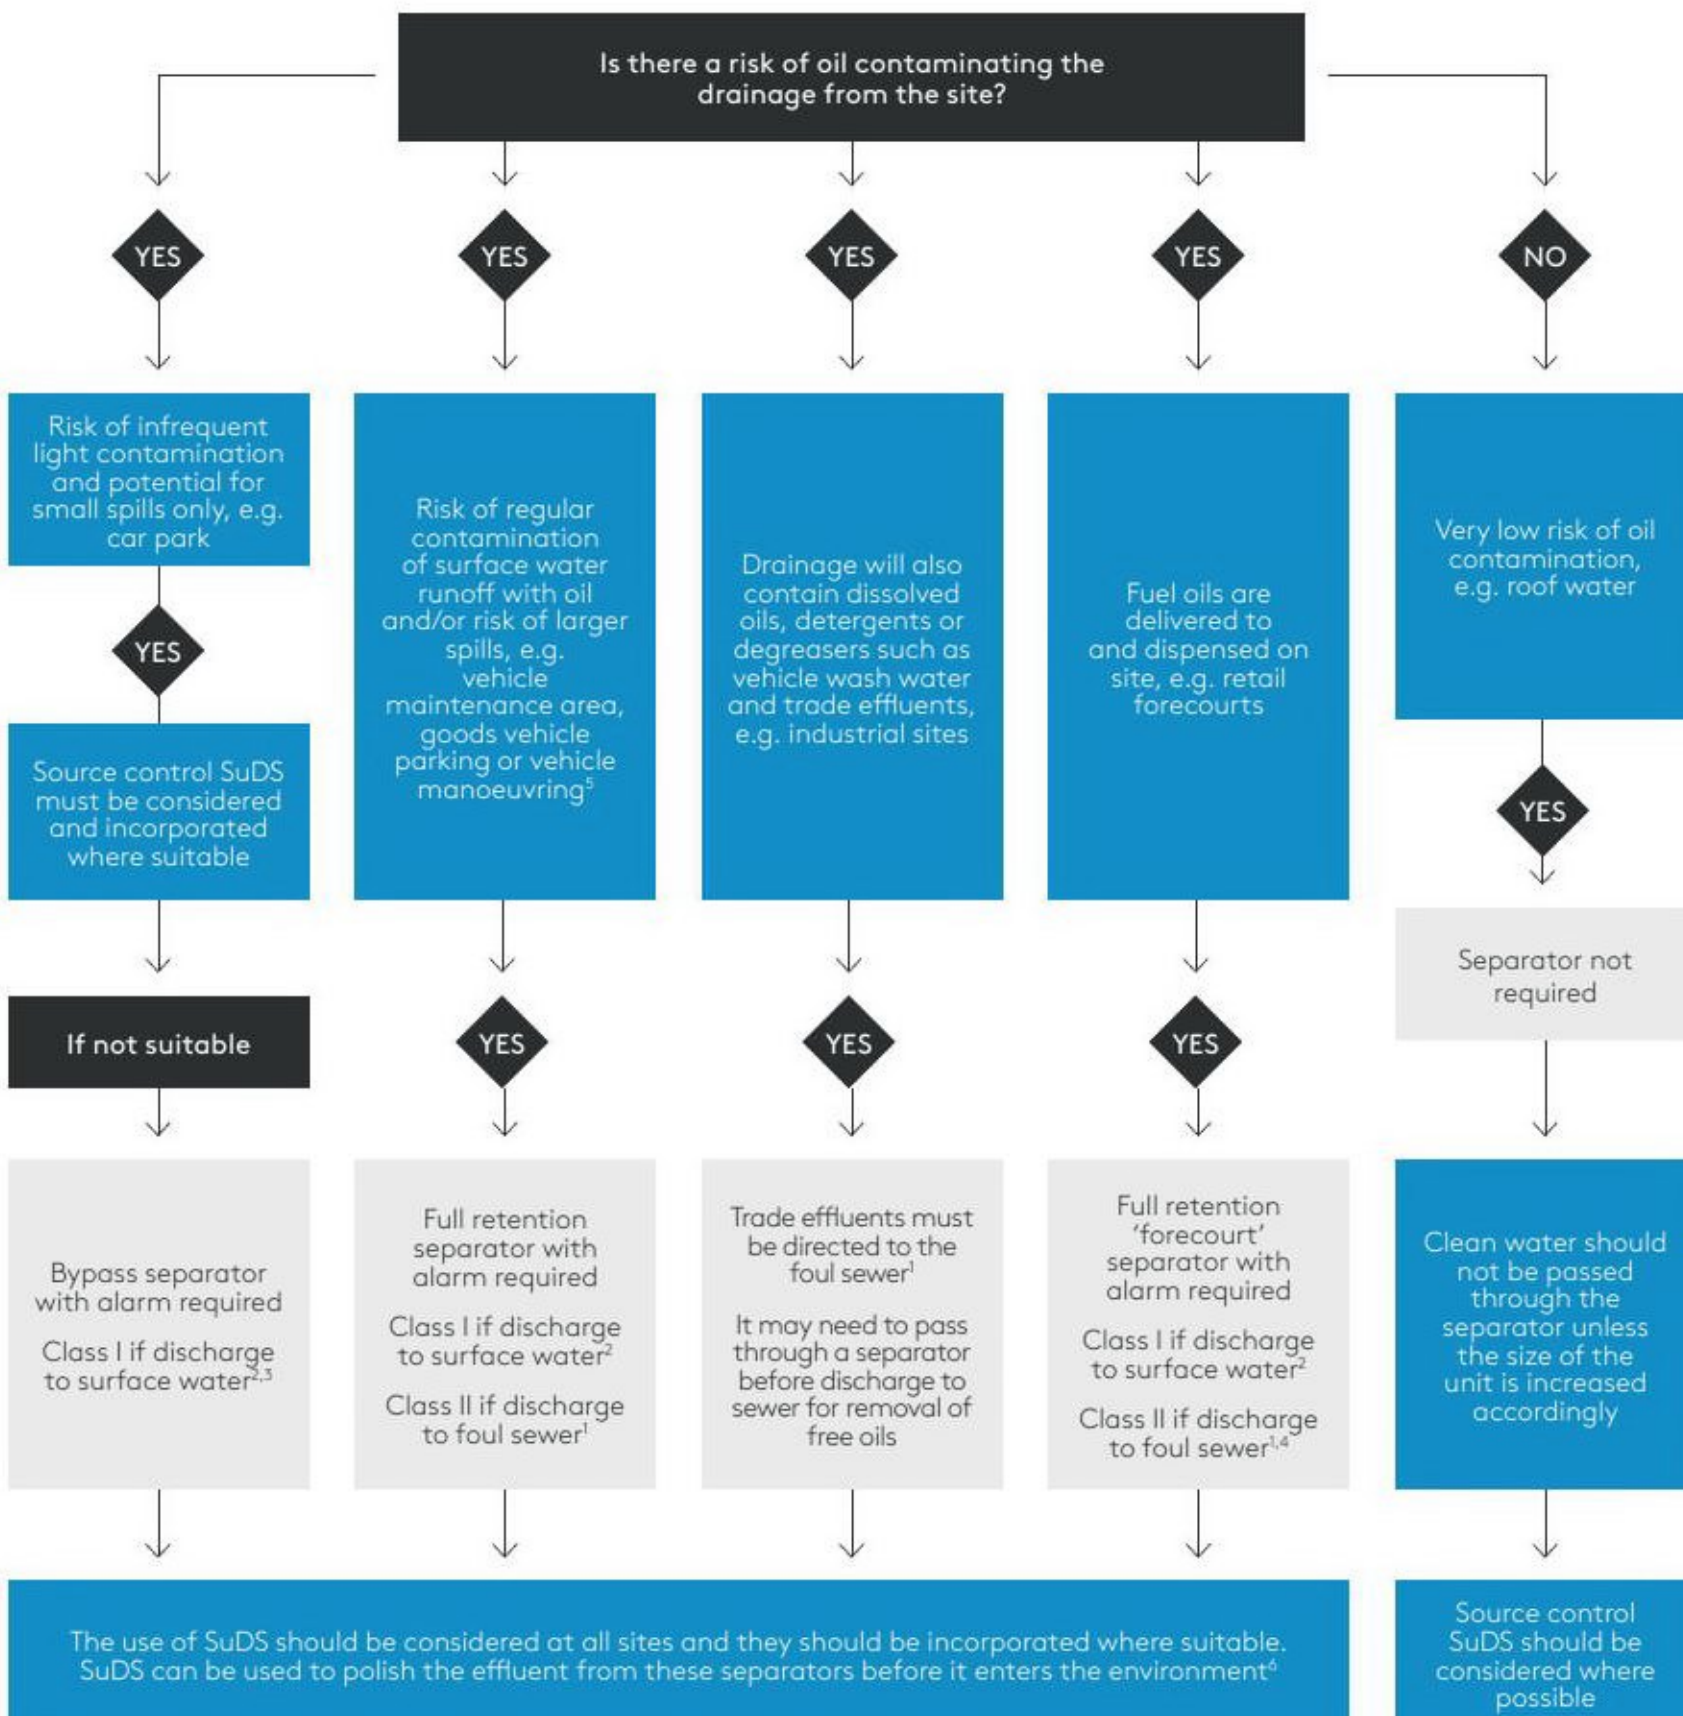 Is there a risk of oil contaminating the
drainage from the site?
YES
YES
YES
YES
NO
Risk of infrequent
light contamination
and potential for
small spills only, e.g.
car park
YES
Source control SuDS
must be considered
and incorporated
where suitable
If not suitable
Bypass separator
with alarm required
Class I if discharge
to surface water2,3
Risk of regular
contamination
of surface water
runoff with oil
and/or risk of larger
spills, e.g.
vehicle
maintenance area,
goods vehicle
parking or vehicle
manoeuvring5
YES
Full retention
separator with
alarm required
Class I if discharge
to surface water2
Class II if discharge
to foul sewer1
Drainage will also
contain dissolved
oils, detergents or
degreasers such as
vehicle wash water
and trade effluents,
e.g. industrial sites
YES
Trade effluents must
be directed to the
foul sewer1
It may need to pass
through a separator
before discharge to
sewer for removal of
free oils
Fuel oils are
delivered to
and dispensed on
site, e.g. retail
forecourts
YES
Full retention
'forecourt'
separator with
alarm required
Class I if discharge
to surface water2
Class II if discharge
to foul sewer1,4
Very low risk of oil
contamination,
e.g. roof water
YES
Separator not
required
Clean water should
not be passed
through the
separator unless
the size of the
unit is increased
accordingly
The use of SuDS should be considered at all sites and they should be incorporated where suitable.
SuDS can be used to polish the effluent from these separators before it enters the environment6
Source control
SuDS should be
considered where
possible